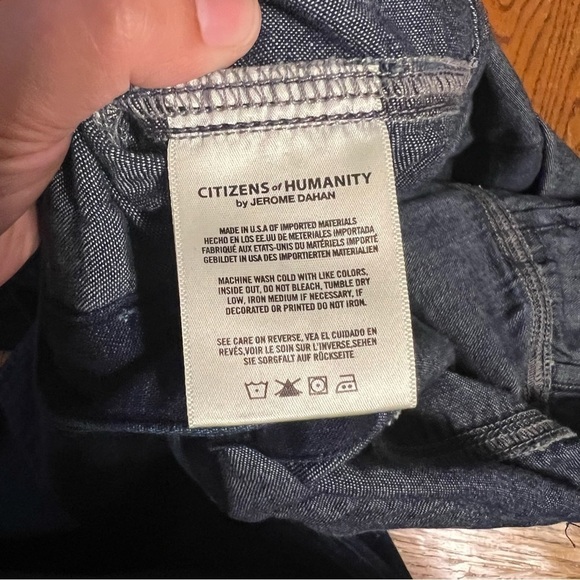 CITIZENS of HUMANITY
by JEROME DAHAN
MADE IN U.S.A OF IMPORTED MATERIALS
HECHO EN LOS EE.UU DE METERIALES IMPORTADA
FABRIQUÉ AUX ETATS-UNIS DU MATÉRIELS IMPORTÉ
GEBILDET IN USA DES IMPORTIERTEN MATERIALIEN
MACHINE WASH COLD WITH LIKE COLORS,
INSIDE OUT, DO NOT BLEACH, TUMBLE DRY
LOW, IRON MEDIUM IF NECESSARY, IF
DECORATED OR PRINTED DO NOT IRON.
SEE CARE ON REVERSE, VEA EL CUIDADO EN
REVÉS,VOIR LE SOIN SUR L'INVERSE,SEHEN
SIE SORGFALT AUF RÜCKSEITE